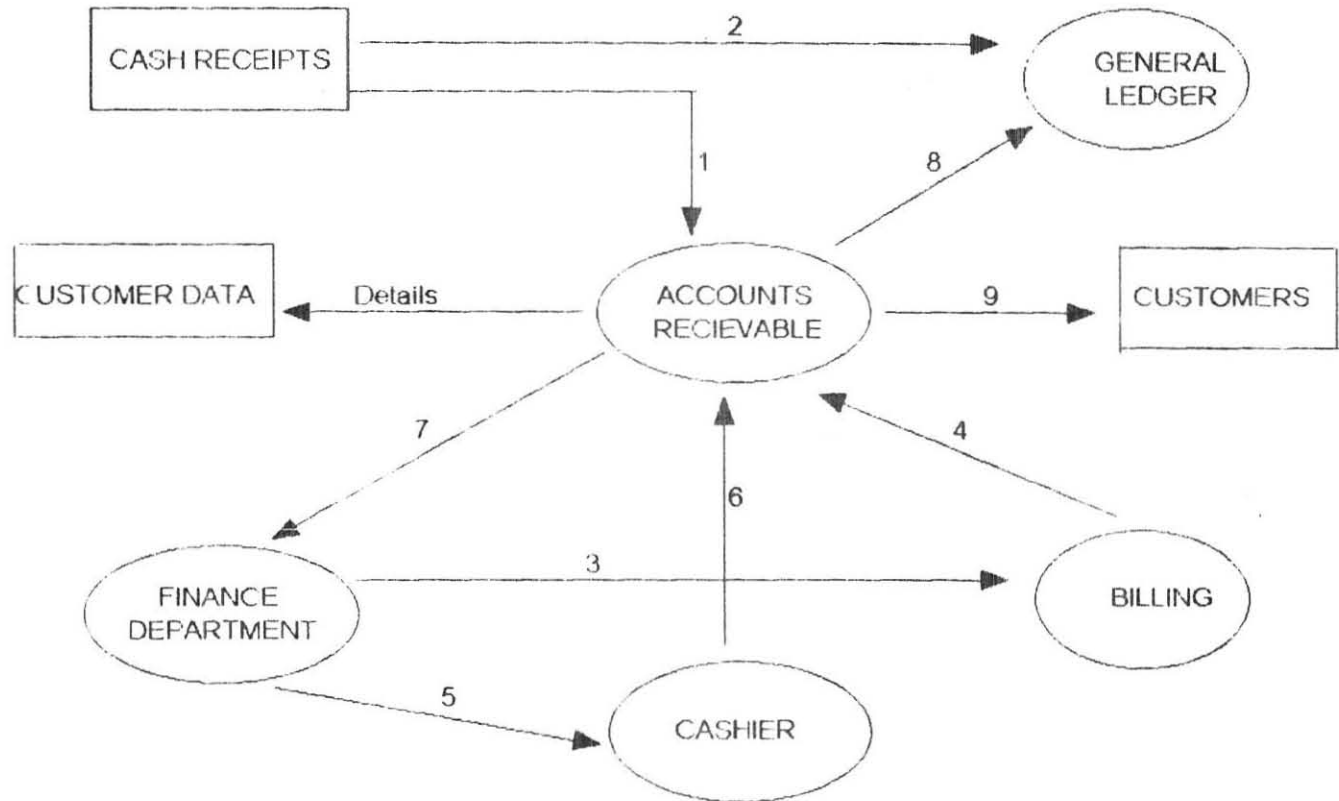 2
CASH RECEIPTS
GENERAL
LEDGER
1
8
CUSTOMER DATA
Details
ACCOUNTS
RECIEVABLE
9
CUSTOMERS
7
4
6
3
FINANCE
DEPARTMENT
BILLING
5
CASHIER